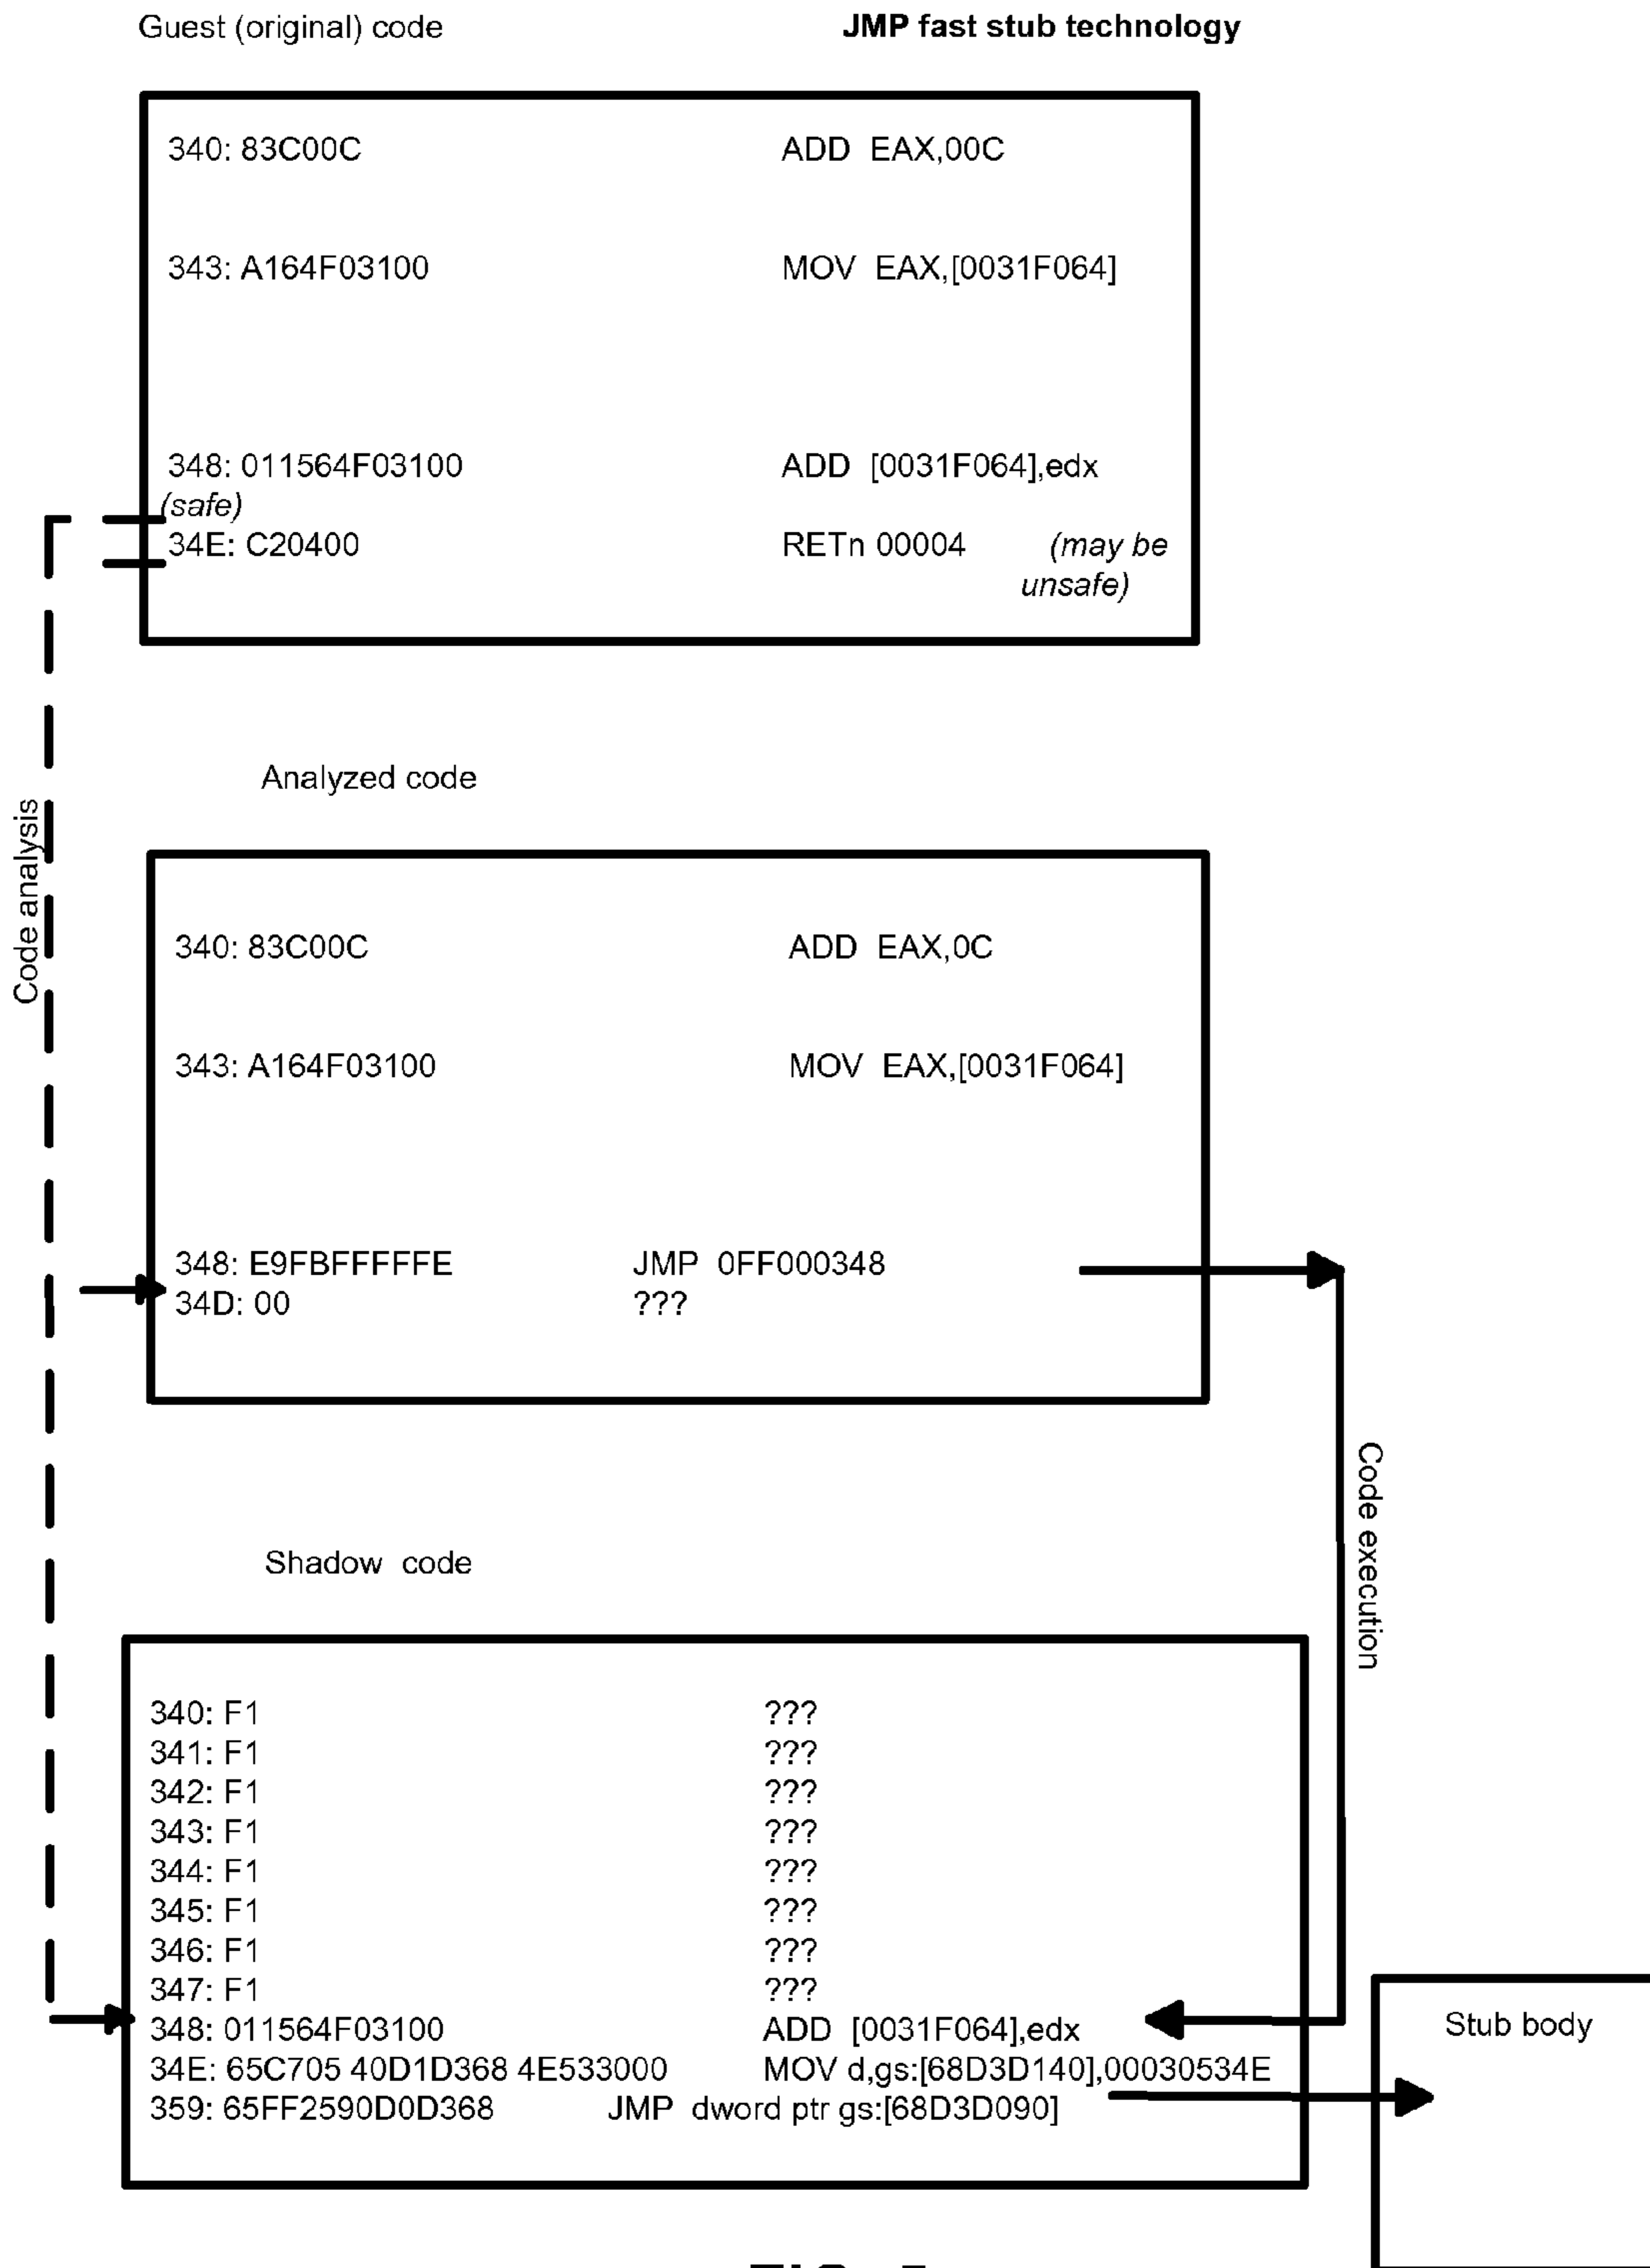 Guest (original) code JMP fast stub technology
340: 83C00C ADD EAX,00C
343: A164F03100 MOV EAX,[0031F064]
348: 011564F03100 ADD [0031F064],edx
(safe)
34E: C20400 RETn 00004 (may be
unsafe)
Code analysis
Analyzed code
340: 83C00C ADD EAX,0C
343: A164F03100 MOV EAX,[0031F064]
348: E9FBFFFFFE JMP 0FF000348
34D: 00 ???
Code execution
Shadow code
340: F1 ???
341: F1 ???
342: F1 ???
343: F1 ???
344: F1 ???
345: F1 ???
346: F1 ???
347: F1 ???
348: 011564F03100 ADD [0031F064],edx
34E: 65C705 40D1D368 4E533000 MOV d,gs:[68D3D140],00030534E
359: 65FF2590D0D368 JMP dword ptr gs:[68D3D090]
Stub body